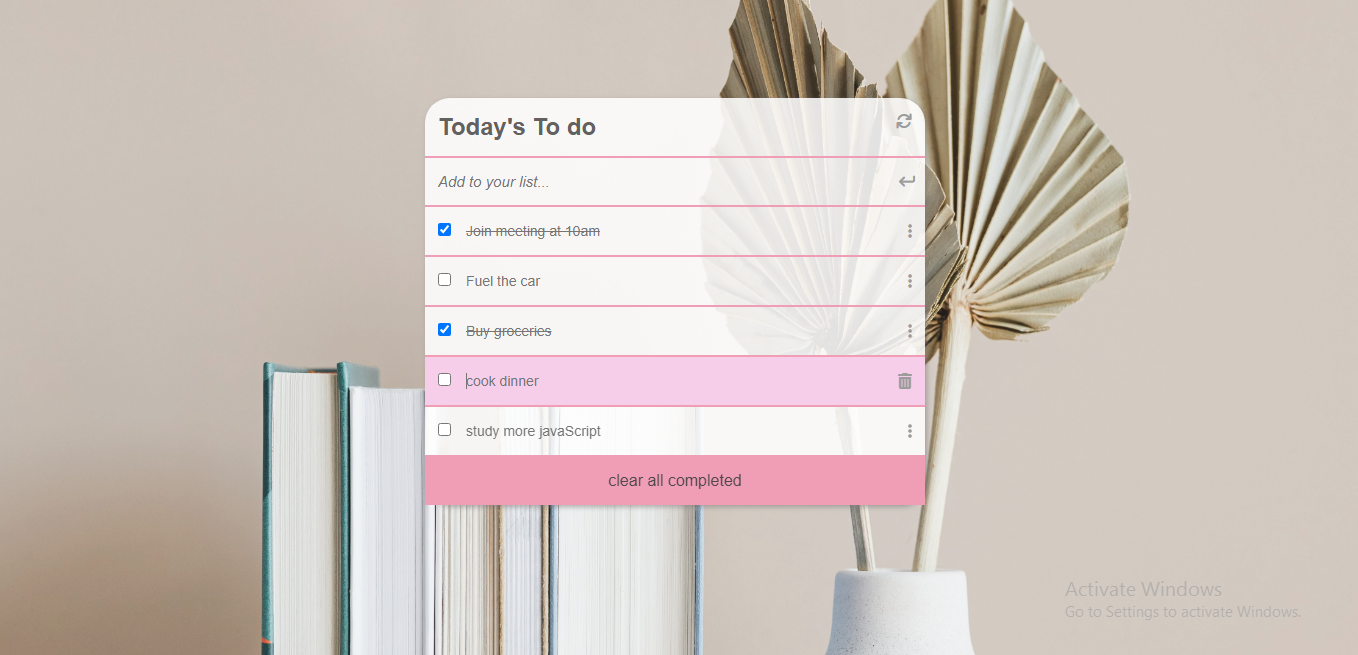 Today's To do
Add to your list...
Join meeting at 10am
Fuel the car
Buy groceries
cook dinner
study more javaScript
clear all completed
Activate Windows
Go to Settings to activate Windows.